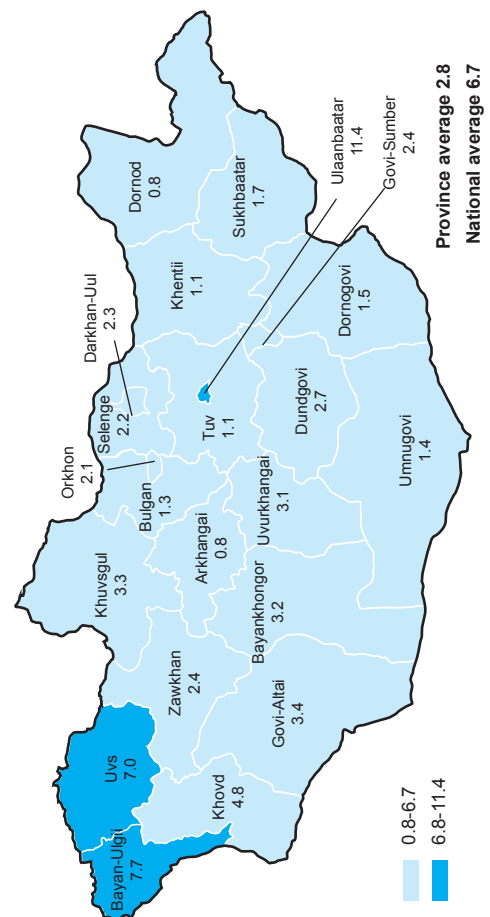 Bayan-Ulgii
7.7
Uvs
7.0
Khovd
4.8
Zawkhan
2.4
Govi-Altai
3.4
Khuvsgul
3.3
Bayankhongor
3.2
Arkhangai
0.8
Bulgan
1.3
Orkhon
2.1
Uvurkhangai
3.1
Selenge
2.2
Darkhan-Uul
2.3
Tuv
1.1
Umnugovi
1.4
Dundgovi
2.7
Khentii
1.1
Dornogovi
1.5
Dornod
0.8
Sukhbaatar
1.7
Ulaanbaatar
11.4
Govi-Sumber
2.4
Province average 2.8
National average 6.7
0.8-6.7
6.8-11.4